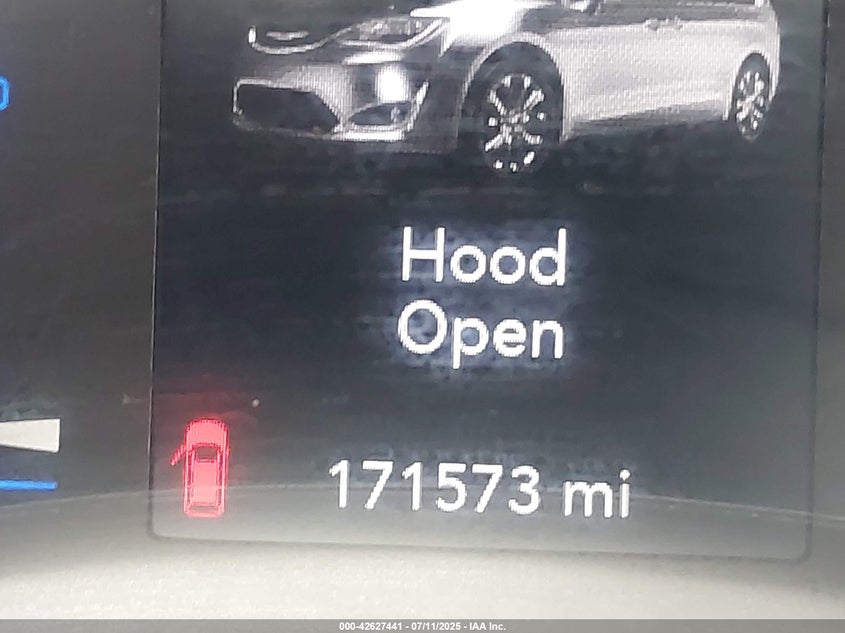 Hood
Open
171573 mi
000-42627441 - 07/11/2025 - IAA Inc.